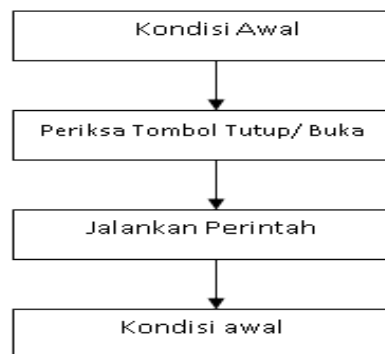 Kondisi Awal
Periksa Tombol Tutup/ Buka
Jalankan Perintah
Kondisi awal